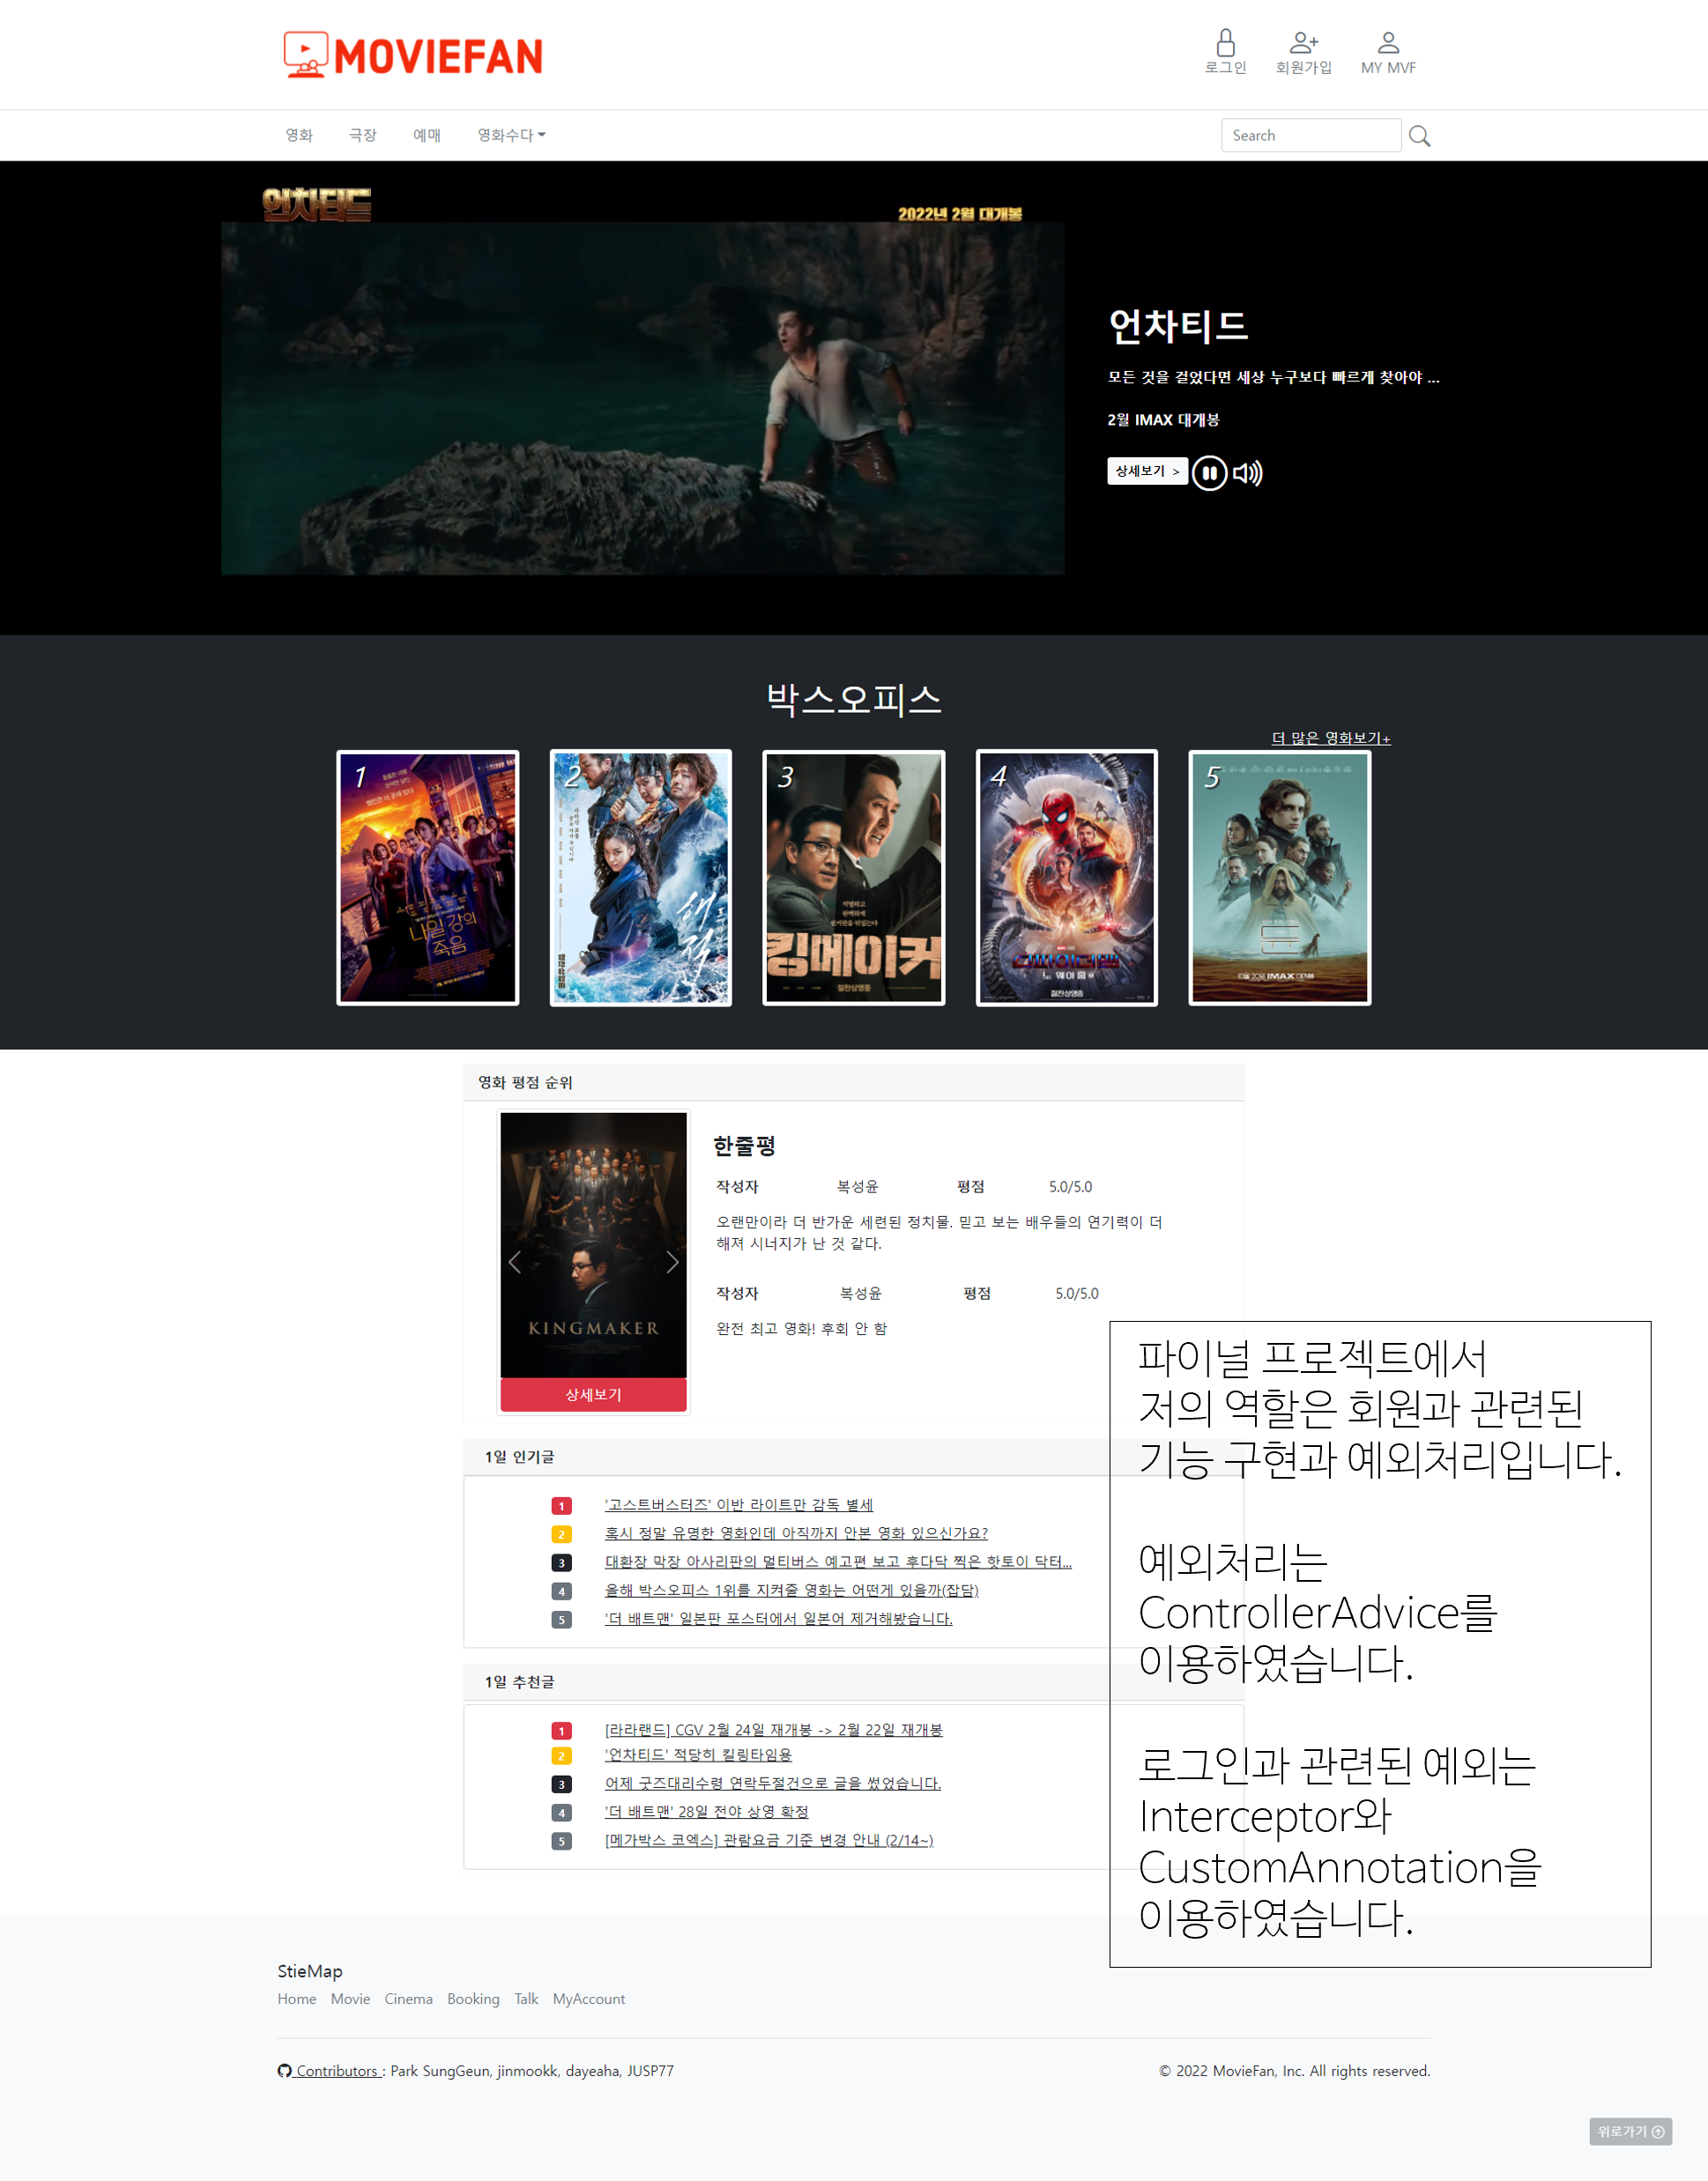 MOVIEFAN
로그인 회원가입 MY MVF
영화 극장 예매 영화수다 Search
언차티드
2022년 2월 대개봉
언차티드
모든 것을 걸었다면 세상 누구보다 빠르게 찾아야 ...
2월 IMAX 대개봉
상세보기 >
박스오피스
더 많은 영화보기+
1 2 3 4 5
나일 강의
죽음
해적
킹메이커
절찬상영중
웨이 홈
절찬상영중
듄
10월 20일 IMAX 대개봉
영화 평점 순위
KINGMAKER
상세보기
한줄평
작성자 복성윤 평점 5.0/5.0
오랜만이라 더 반가운 세련된 정치물. 믿고 보는 배우들의 연기력이 더
해져 시너지가 난 것 같다.
작성자 복성윤 평점 5.0/5.0
완전 최고 영화! 후회 안 함
1일 인기글
1 '고스트버스터즈' 이반 라이트만 감독 별세
2 혹시 정말 유명한 영화인데 아직까지 안본 영화 있으신가요?
3 대환장 막장 아사리판의 멀티버스 예고편 보고 후다닥 찍은 핫토이 닥터...
4 올해 박스오피스 1위를 지켜줄 영화는 어떤게 있을까(잡담)
5 '더 배트맨' 일본판 포스터에서 일본어 제거해봤습니다.
1일 추천글
1 [라라랜드] CGV 2월 24일 재개봉 -> 2월 22일 재개봉
2 '언차티드' 적당히 킬링타임용
3 어제 굿즈대리수령 연락두절건으로 글을 썼었습니다.
4 '더 배트맨' 28일 전야 상영 확정
5 [메가박스 코엑스] 관람요금 기준 변경 안내 (2/14~)
파이널 프로젝트에서
저의 역할은 회원과 관련된
기능 구현과 예외처리입니다.
예외처리는
ControllerAdvice를
이용하였습니다.
로그인과 관련된 예외는
Interceptor와
CustomAnnotation을
이용하였습니다.
StieMap
Home Movie Cinema Booking Talk MyAccount
Contributors : Park SungGeun, jinmookk, dayeaha, JUSP77
© 2022 MovieFan, Inc. All rights reserved.
위로가기